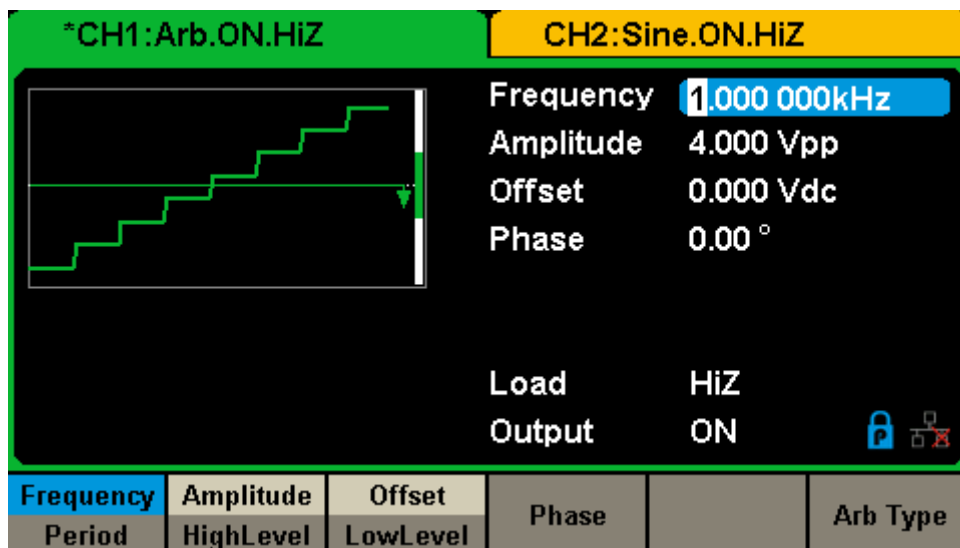 *CH1:Arb.ON.HiZ
CH2:Sine.ON.HiZ
Frequency 1.000 000kHz
Amplitude 4.000 Vpp
Offset 0.000 Vdc
Phase 0.00 °
Load HiZ
Output ON
P
Frequency Amplitude Offset Phase Arb Type
Period HighLevel LowLevel